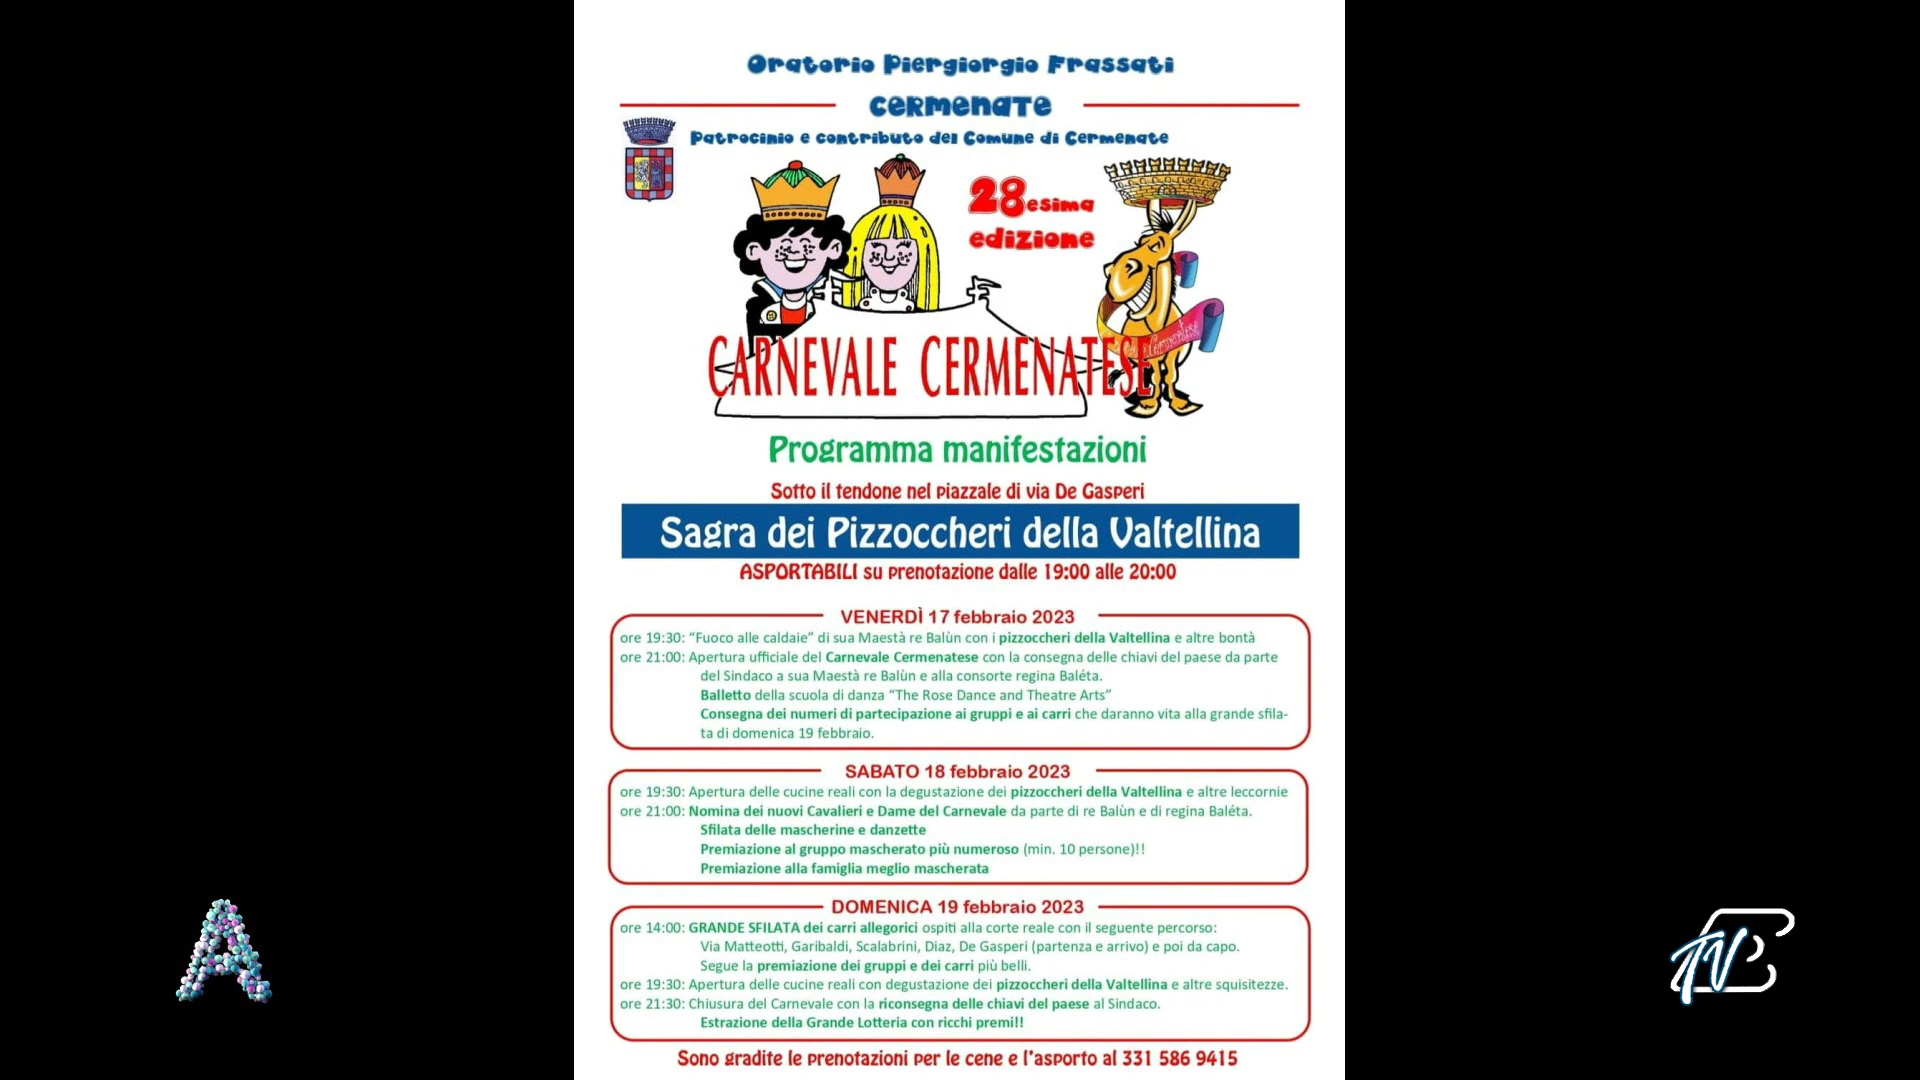 Oratorio Piergiorgio Frassati
CERMENATE
Patrocinio e contributo del Comune di Cermenate
28esima
edizione
CARNEVALE CERMENATESE
Programma manifestazioni
Sotto il tendone nel piazzale di via De Gasperi
Sagra dei Pizzoccheri della Valtellina
ASPORTABILI su prenotazione dalle 19:00 alle 20:00
VENERDÌ 17 febbraio 2023
ore 19:30: “Fuoco alle caldaie” di sua Maestà re Balùn con i pizzoccheri della Valtellina e altre bontà
ore 21:00: Apertura ufficiale del Carnevale Cermenatese con la consegna delle chiavi del paese da parte
del Sindaco a sua Maestà re Balùn e alla consorte regina Baléta.
Balletto della scuola di danza “The Rose Dance and Theatre Arts”
Consegna dei numeri di partecipazione ai gruppi e ai carri che daranno vita alla grande sfila-
ta di domenica 19 febbraio.
SABATO 18 febbraio 2023
ore 19:30: Apertura delle cucine reali con la degustazione dei pizzoccheri della Valtellina e altre leccornie
ore 21:00: Nomina dei nuovi Cavalieri e Dame del Carnevale da parte di re Balùn e di regina Baléta.
Sfilata delle mascherine e danzette
Premiazione al gruppo mascherato più numeroso (min. 10 persone)!!
Premiazione alla famiglia meglio mascherata
DOMENICA 19 febbraio 2023
ore 14:00: GRANDE SFILATA dei carri allegorici ospiti alla corte reale con il seguente percorso:
Via Matteotti, Garibaldi, Scalabrini, Diaz, De Gasperi (partenza e arrivo) e poi da capo.
Segue la premiazione dei gruppi e dei carri più belli.
ore 19:30: Apertura delle cucine reali con degustazione dei pizzoccheri della Valtellina e altre squisitezze.
ore 21:30: Chiusura del Carnevale con la riconsegna delle chiavi del paese al Sindaco.
Estrazione della Grande Lotteria con ricchi premi!!
Sono gradite le prenotazioni per le cene e l'asporto al 331 586 9415
A